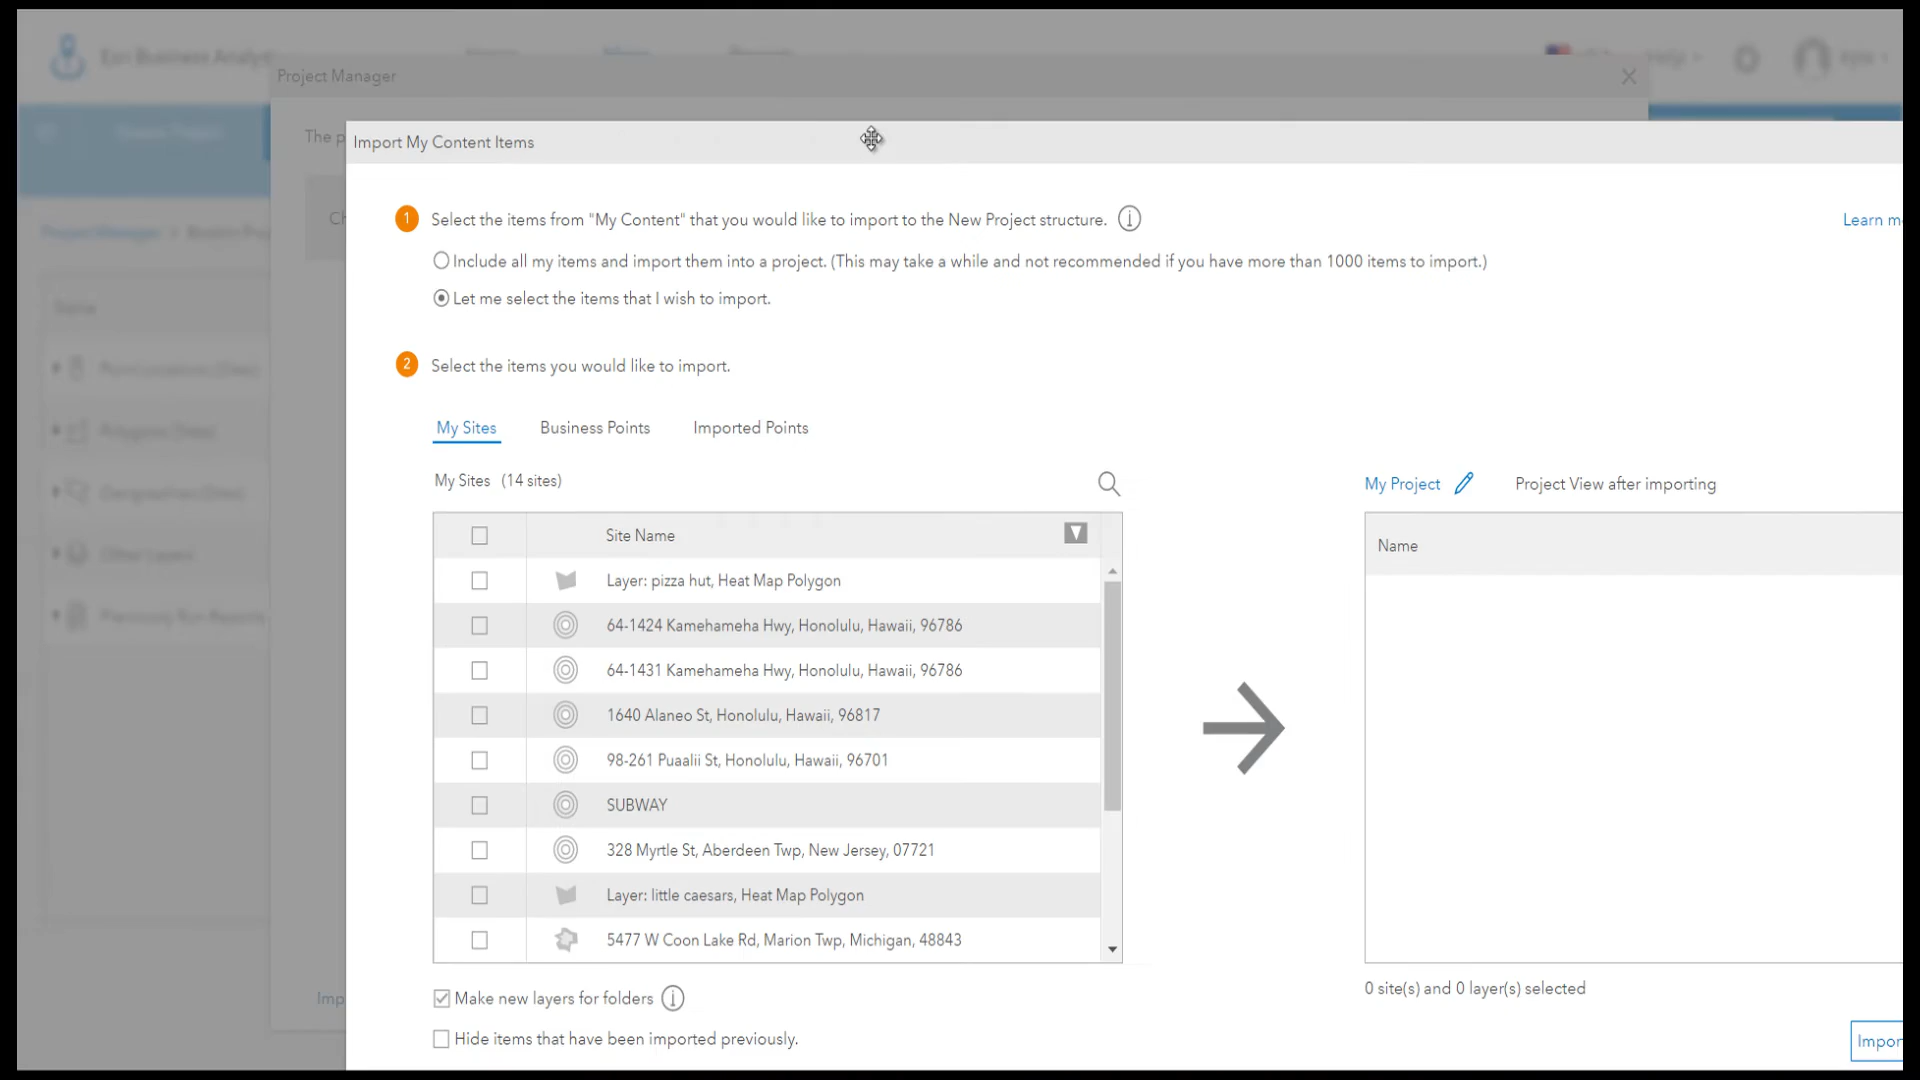 Esri Business Analyst
Project Manager
The p
Import My Content Items
1 Select the items from "My Content" that you would like to import to the New Project structure.
Learn m
Include all my items and import them into a project. (This may take a while and not recommended if you have more than 1000 items to import.)
Let me select the items that I wish to import.
2 Select the items you would like to import.
My Sites Business Points Imported Points
My Sites (14 sites)
My Project Project View after importing
Site Name
Name
Layer: pizza hut, Heat Map Polygon
64-1424 Kamehameha Hwy, Honolulu, Hawaii, 96786
64-1431 Kamehameha Hwy, Honolulu, Hawaii, 96786
1640 Alaneo St, Honolulu, Hawaii, 96817
98-261 Puaalii St, Honolulu, Hawaii, 96701
SUBWAY
328 Myrtle St, Aberdeen Twp, New Jersey, 07721
Layer: little caesars, Heat Map Polygon
5477 W Coon Lake Rd, Marion Twp, Michigan, 48843
0 site(s) and 0 layer(s) selected
Make new layers for folders
Imp
Hide items that have been imported previously.
Impor